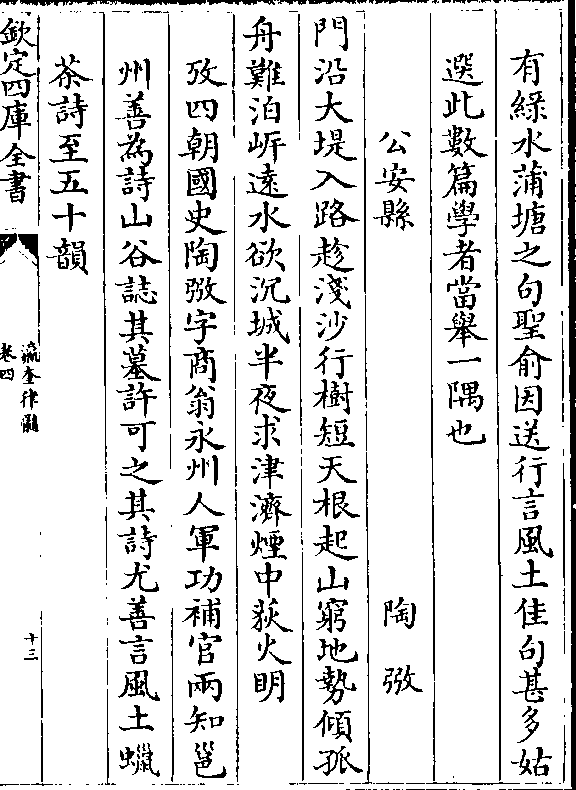 有綠水蒲塘之句聖俞因送行言風土佳句甚多姑
選此數篇學者當舉一隅也
公安縣 陶弢
門沿大堤入路趁淺沙行樹短天根起山窮地勢傾孤
舟難泊岍遠水欲沉城半夜求津濟煙中荻火明
攷四朝國史陶弢字商翁永州人軍功補官兩知邕
州善為詩山谷誌其墓許可之其詩尤善言風土蠟
茶詩至五十韻
欽定四庫全書
瀛奎律髓
卷四
十三